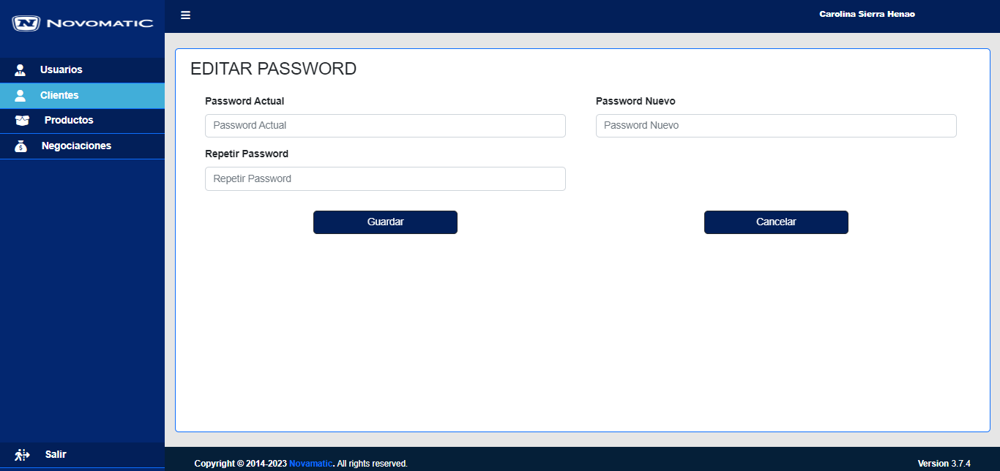 NOVOMATIC
Carolina Sierra Henao
Usuarios
Clientes
Productos
Negociaciones
Salir
EDITAR PASSWORD
Password Actual
Password Nuevo
Password Actual
Password Nuevo
Repetir Password
Repetir Password
Guardar
Cancelar
Copyright © 2014-2023 Novamatic. All rights reserved.
Version 3.7.4